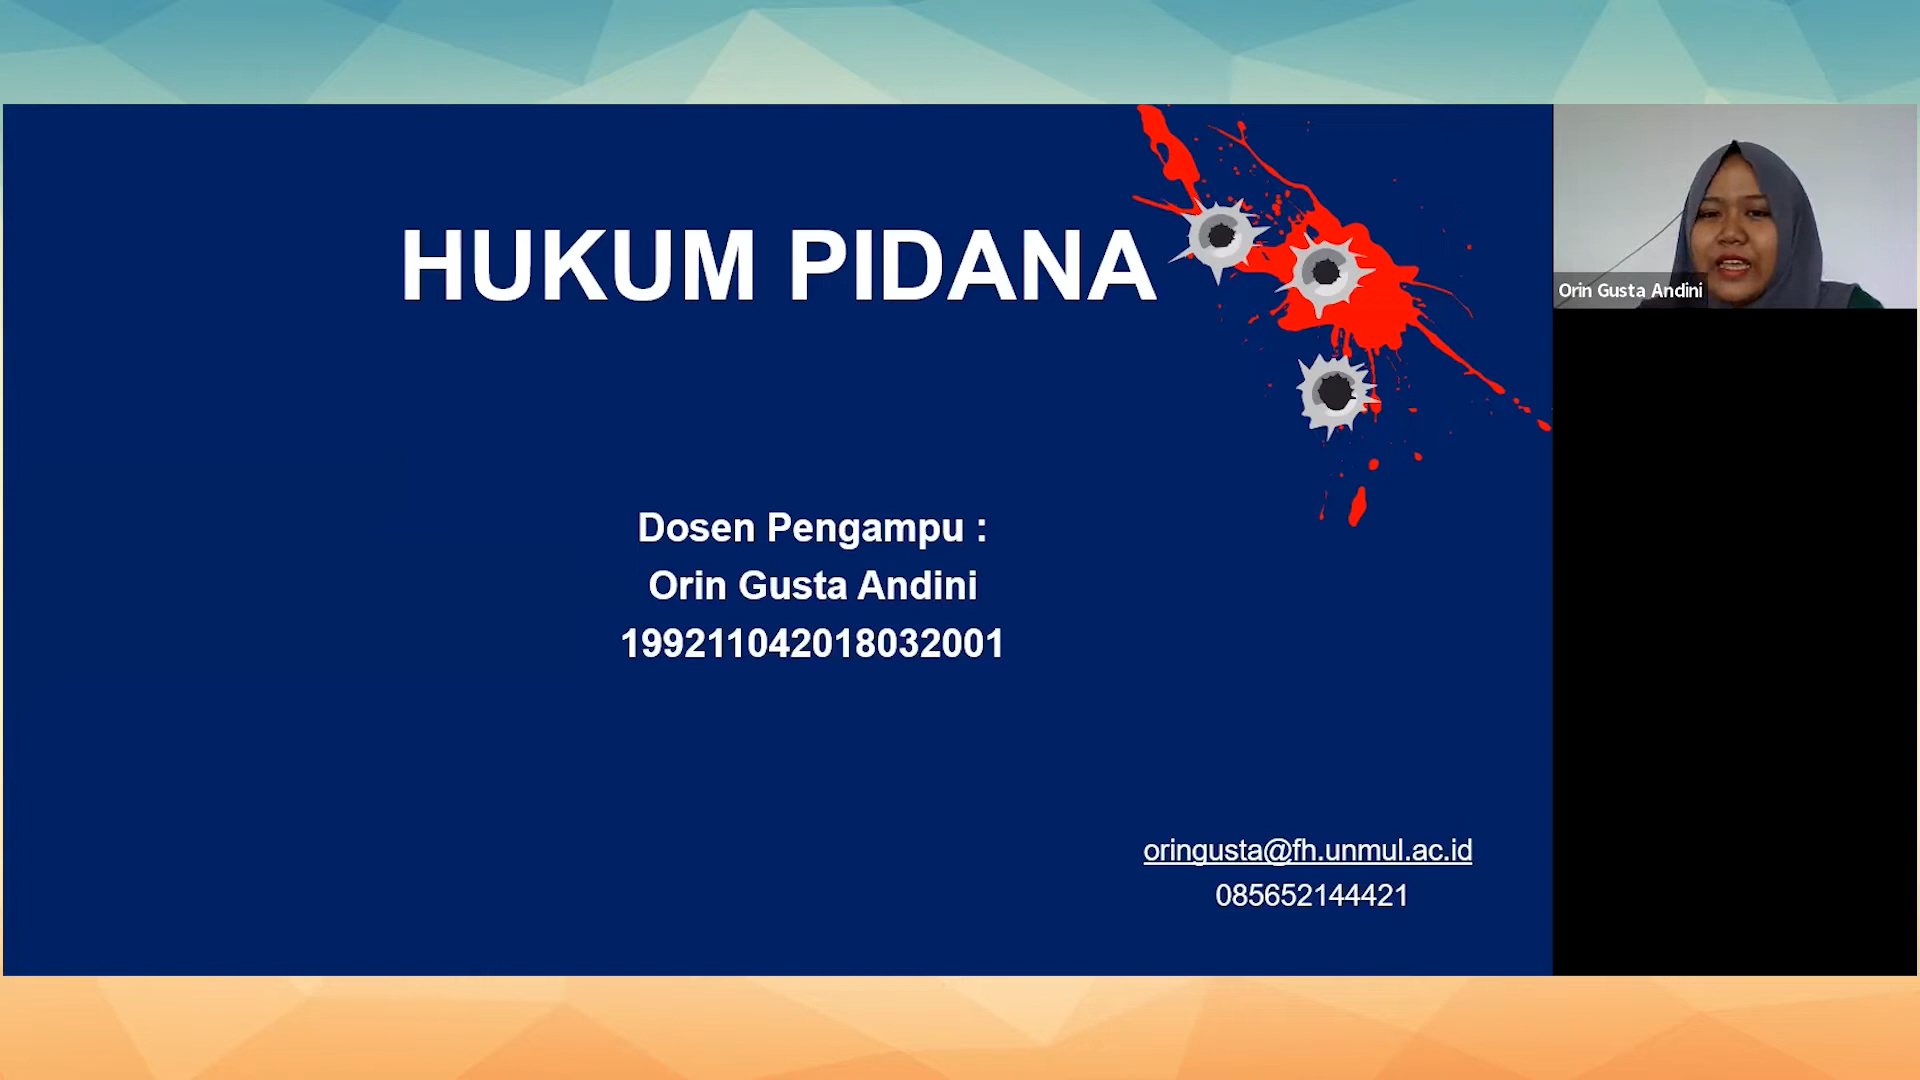 HUKUM PIDANA
Dosen Pengampu :
Orin Gusta Andini
199211042018032001
oringusta@fh.unmul.ac.id
085652144421
Orin Gusta Andini